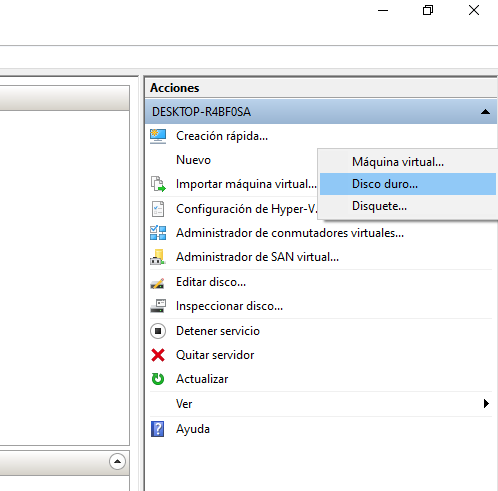 Acciones
DESKTOP-R4BF0SA
Creación rápida...
Nuevo
Máquina virtual...
Importar máquina virtual...
Disco duro...
Disquete...
Configuración de Hyper-V.
Administrador de conmutadores virtuales...
Administrador de SAN virtual...
Editar disco...
Inspeccionar disco...
Detener servicio
Quitar servidor
Actualizar
Ver
Ayuda